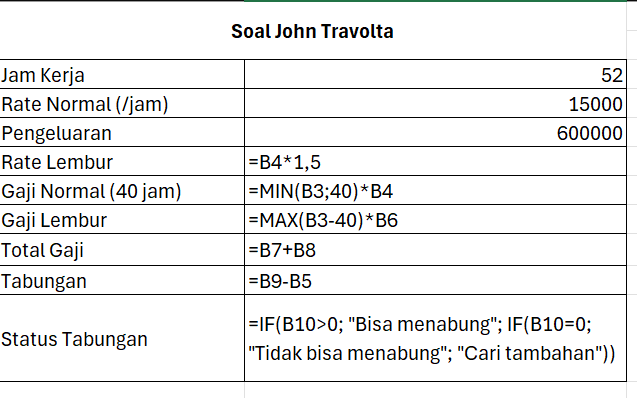 Soal John Travolta
Jam Kerja 52
Rate Normal (/jam) 15000
Pengeluaran 600000
Rate Lembur =B4*1,5
Gaji Normal (40 jam) =MIN(B3;40)*B4
Gaji Lembur =MAX(B3-40)*B6
Total Gaji =B7+B8
Tabungan =B9-B5
Status Tabungan =IF(B10>0; "Bisa menabung"; IF(B10=0;
"Tidak bisa menabung"; "Cari tambahan"))